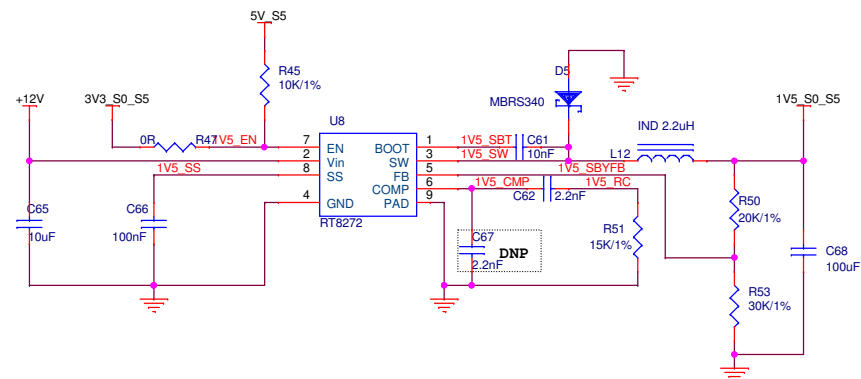 5V_S5
R45
10K/1%
D5
MBRS340
+12V
3V3_S0_S5
1V5_S0_S5
U8
IND 2.2uH
0R
R47
1V5_EN
7
EN
BOOT
1
1V5_SBT
C61
10nF
2
Vin
SW
3
1V5_SW
L12
1V5_SS
8
SS
FB
5
1V5_SBYFB
COMP
6
1V5_CMP
1V5_RC
4
GND
PAD
9
C62
2.2nF
RT8272
C65
10uF
C66
100nF
R50
20K/1%
R51
15K/1%
C67
DNP
2.2nF
C68
100uF
R53
30K/1%